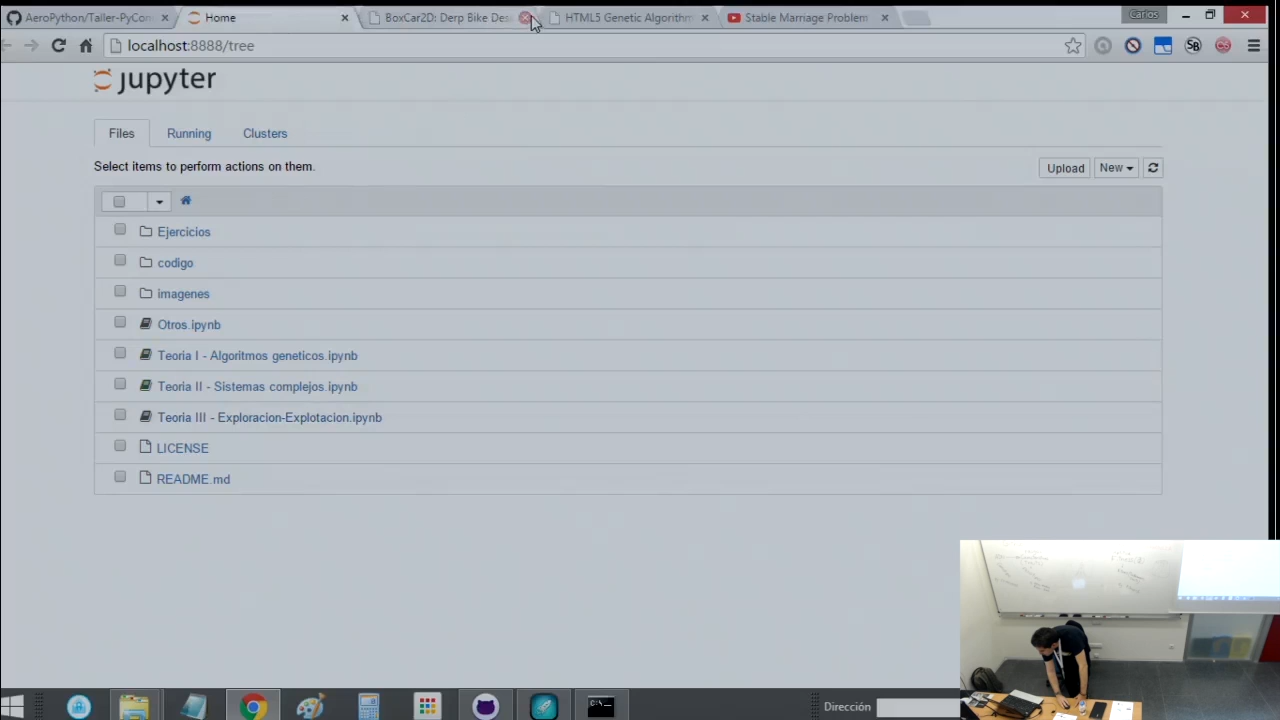 AeroPython/Taller-PyCon
Home
BoxCar2D: Derp Bike Des
HTML5 Genetic Algorithm
Stable Marriage Problem
Carlos
localhost:8888/tree
jupyter
Files
Running
Clusters
Select items to perform actions on them.
Upload
New
Ejercicios
codigo
imagenes
Otros.ipynb
Teoria I - Algoritmos geneticos.ipynb
Teoria II - Sistemas complejos.ipynb
Teoria III - Exploracion-Explotacion.ipynb
LICENSE
README.md
Dirección